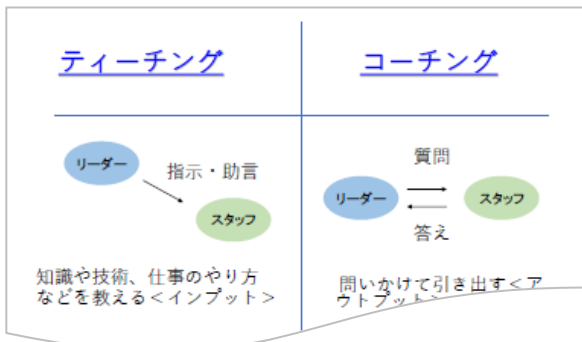 ティーチング
コーチング
リーダー
指示・助言
スタッフ
知識や技術、仕事のやり方
などを教える＜インプット＞
質問
リーダー
スタッフ
答え
問いかけて引き出す＜ア
ウトプット＞